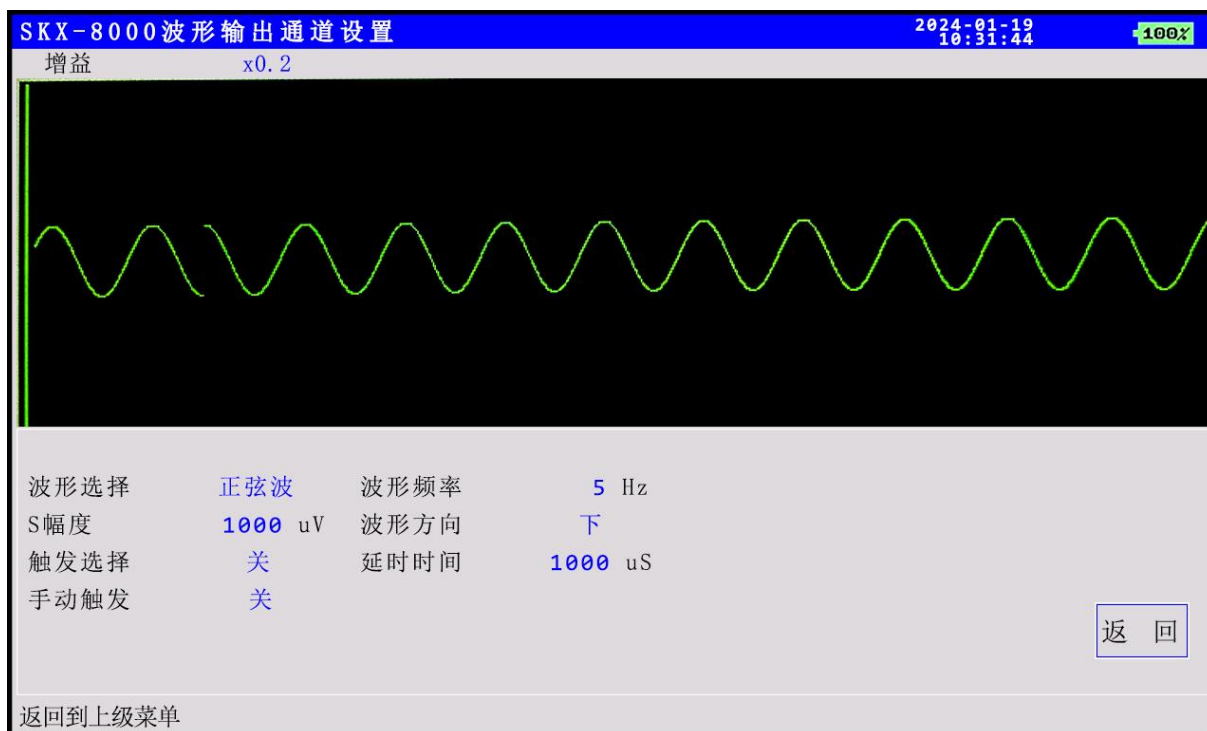 SKX-8000波形输出通道设置 2024-01-19 10:31:44 100%
增益 x0.2
波形选择 正弦波 波形频率 5 Hz
S幅度 1000 uV 波形方向 下
触发选择 关 延时时间 1000 uS
手动触发 关
返 回
返回到上级菜单